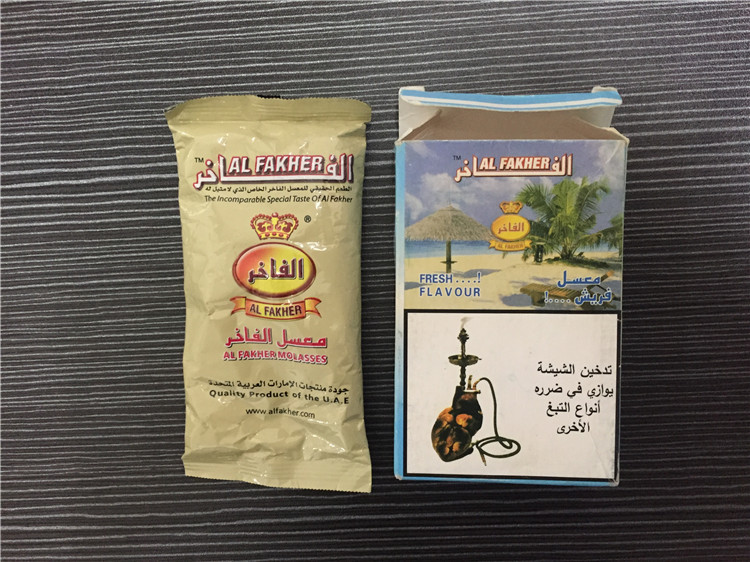 الفاخر AL FAKHER ™
الطعم الحقيقي للمعسل الفاخر الخاص الذي لا مثيل له
The Incomparable Special Taste Of Al Fakher
®
الفاخر
AL FAKHER
معسل الفاخر
AL FAKHER MOLASSES
جودة منتجات الإمارات العربية المتحدة
Quality Product of the U.A.E
www.alfakher.com
الفاخر AL FAKHER ™
الفاخر
AL FAKHER
FRESH ....!
FLAVOUR
معسل
فريش .....!
تدخين الشيشة
يوازي في ضرره
أنواع التبغ
الأخرى